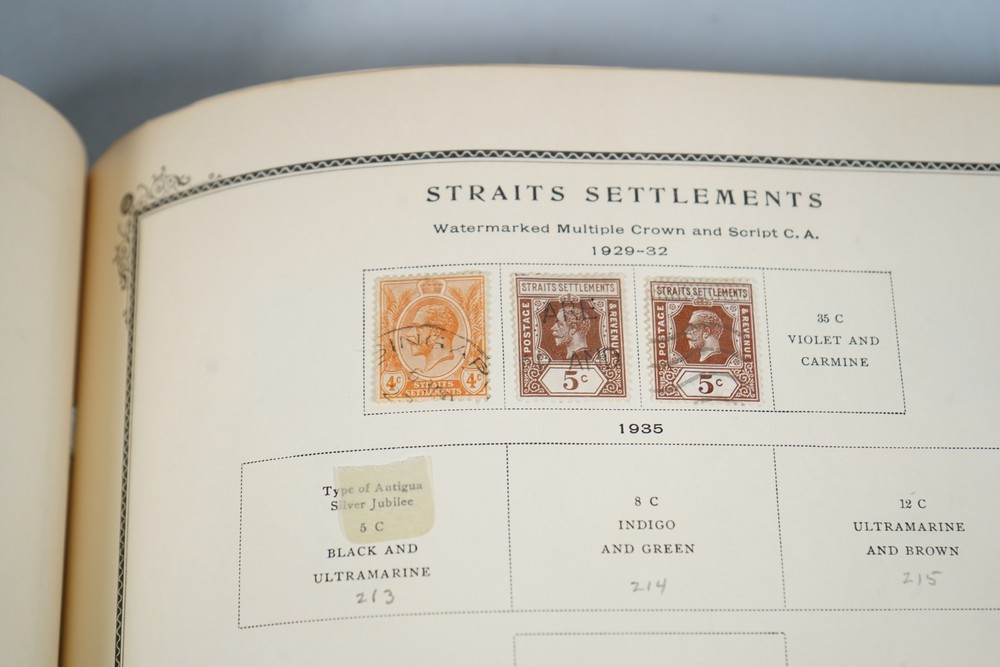 STRAITS SETTLEMENTS
Watermarked Multiple Crown and Script C. A.
1929-32
SINGAP
4c 4c
STRAITS
SETTLEMENTS
STRAITS SETTLEMENTS
POSTAGE & REVENUE
5c
STRAITS SETTLEMENTS
POSTAGE & REVENUE
5c
35 C
VIOLET AND
CARMINE
1935
Type of Antigua
Silver Jubilee
5 C
BLACK AND
ULTRAMARINE
213
8 C
INDIGO
AND GREEN
214
12 C
ULTRAMARINE
AND BROWN
215